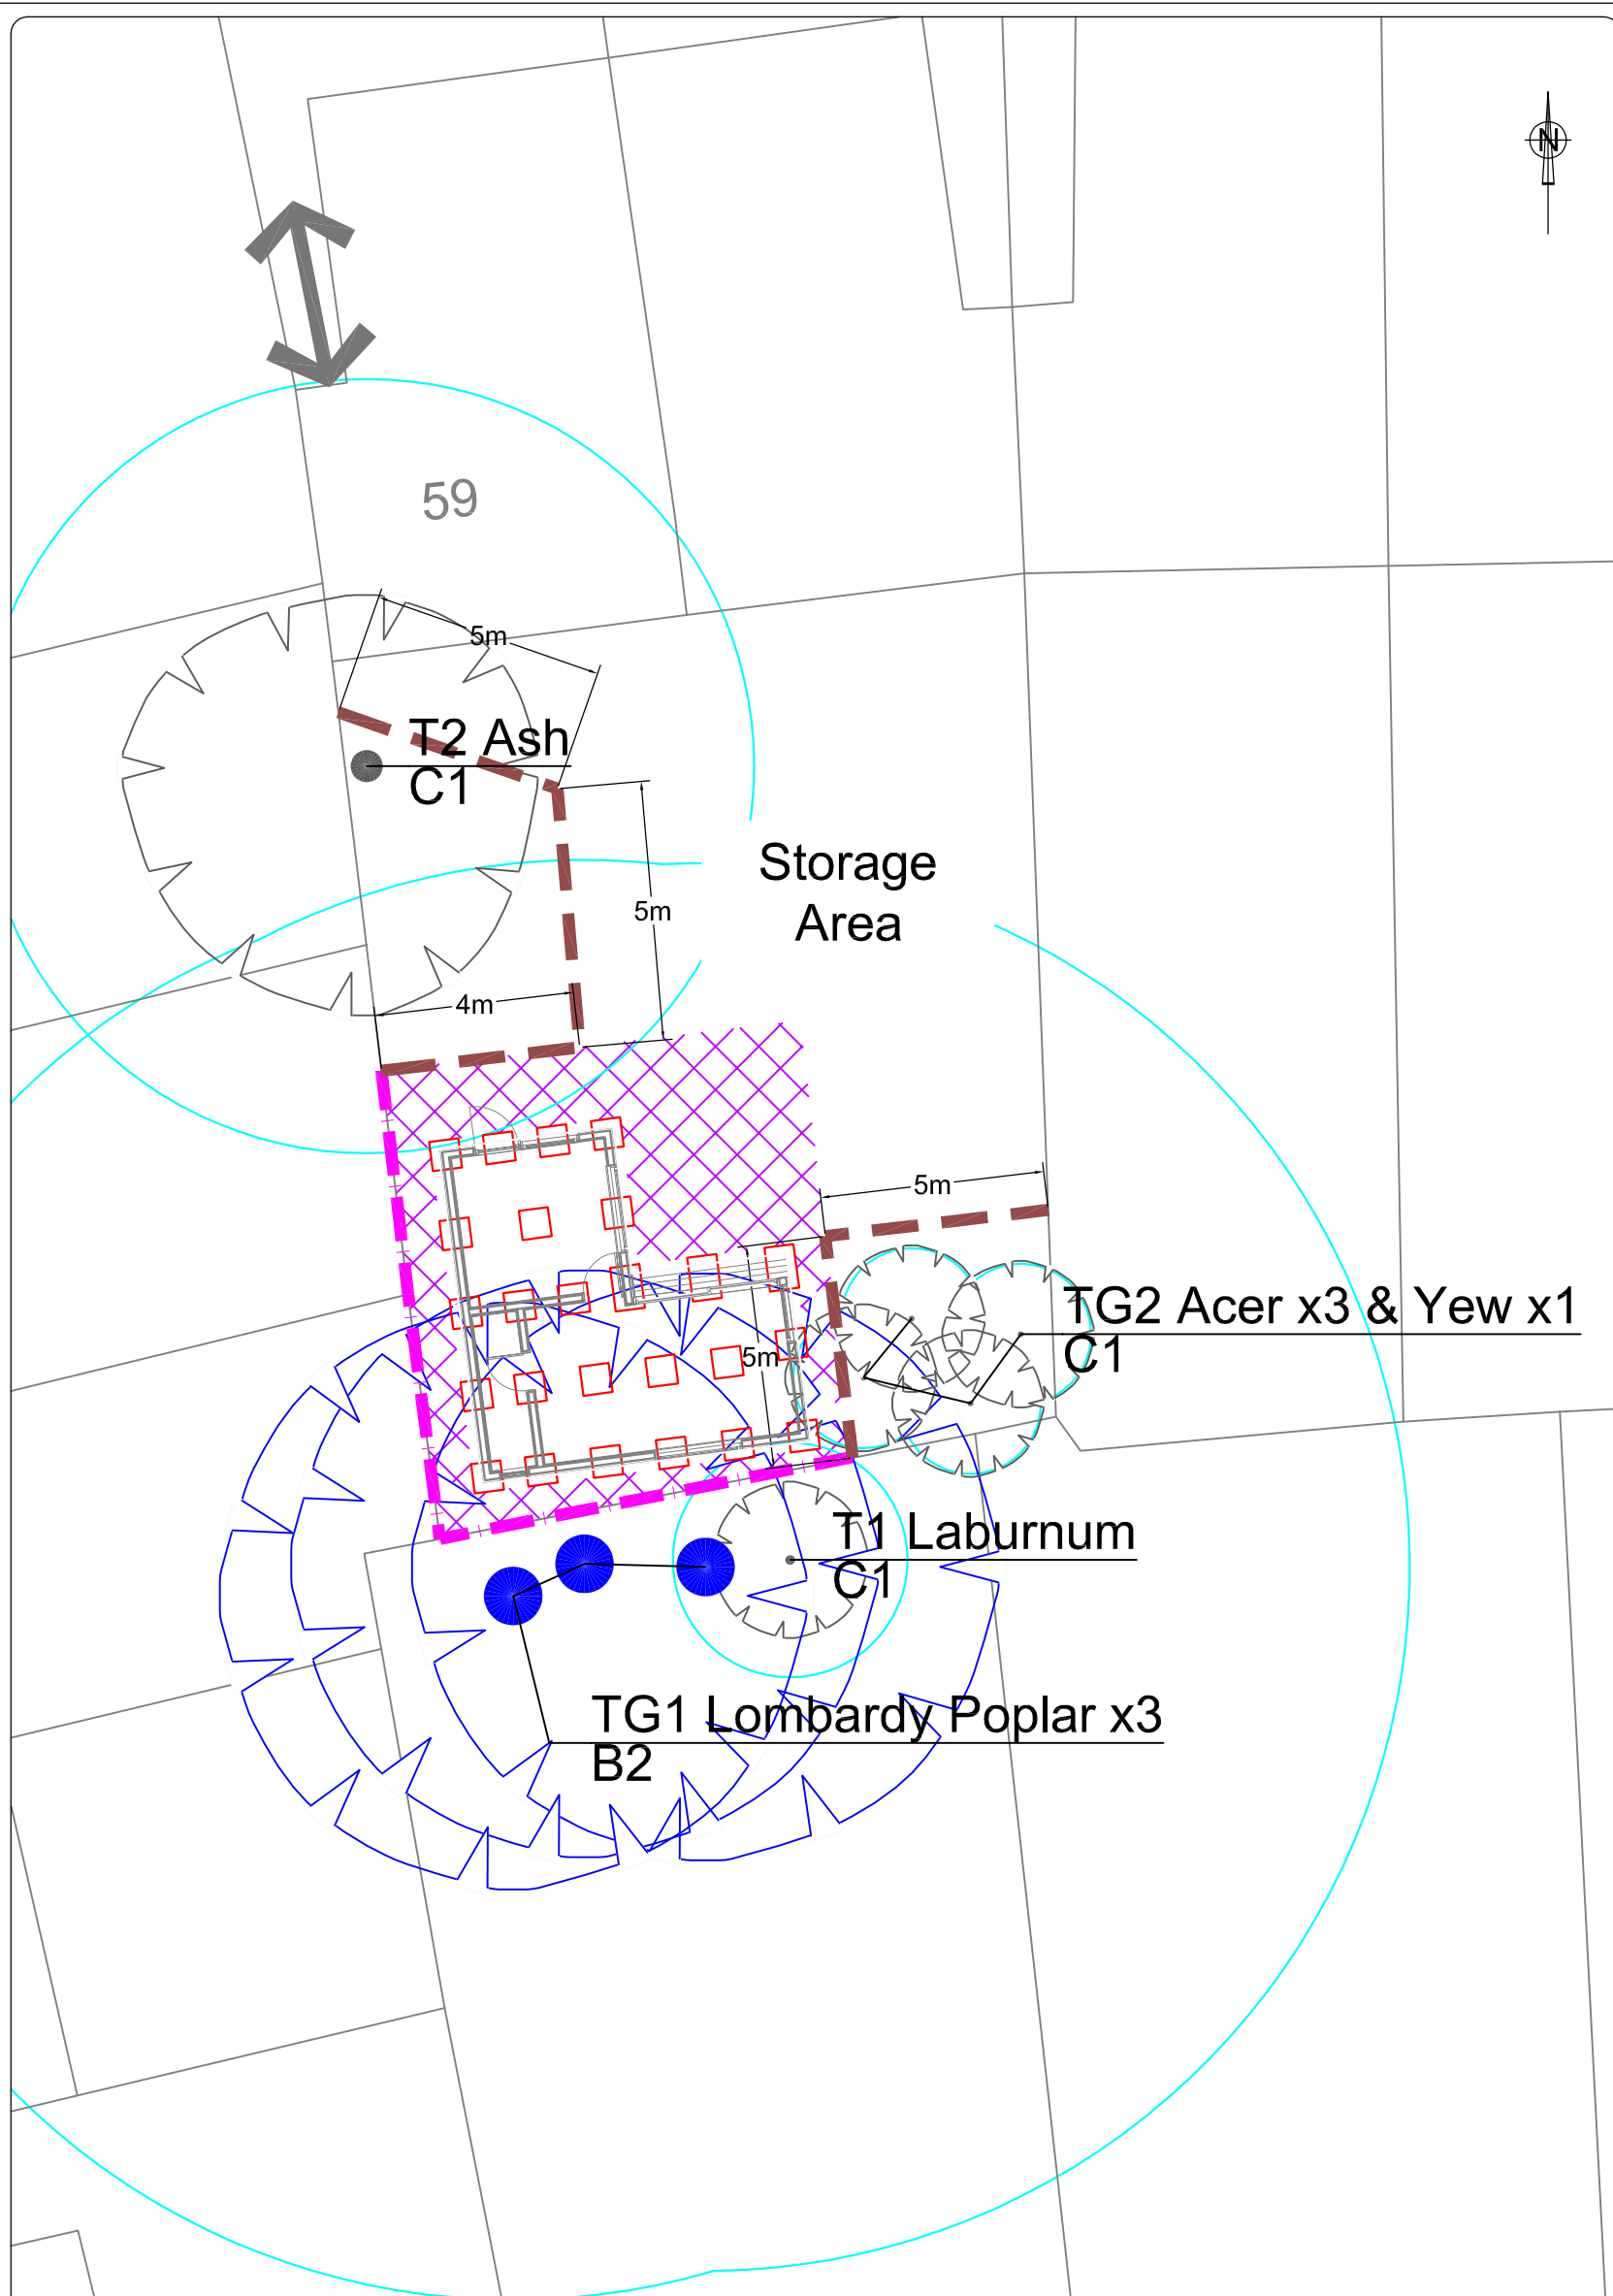 N
59
5m
T2 Ash
C1
Storage
Area
5m
4m
5m
TG2 Acer x3 & Yew x1
C1
5m
T1 Laburnum
C1
TG1 Lombardy Poplar x3
B2